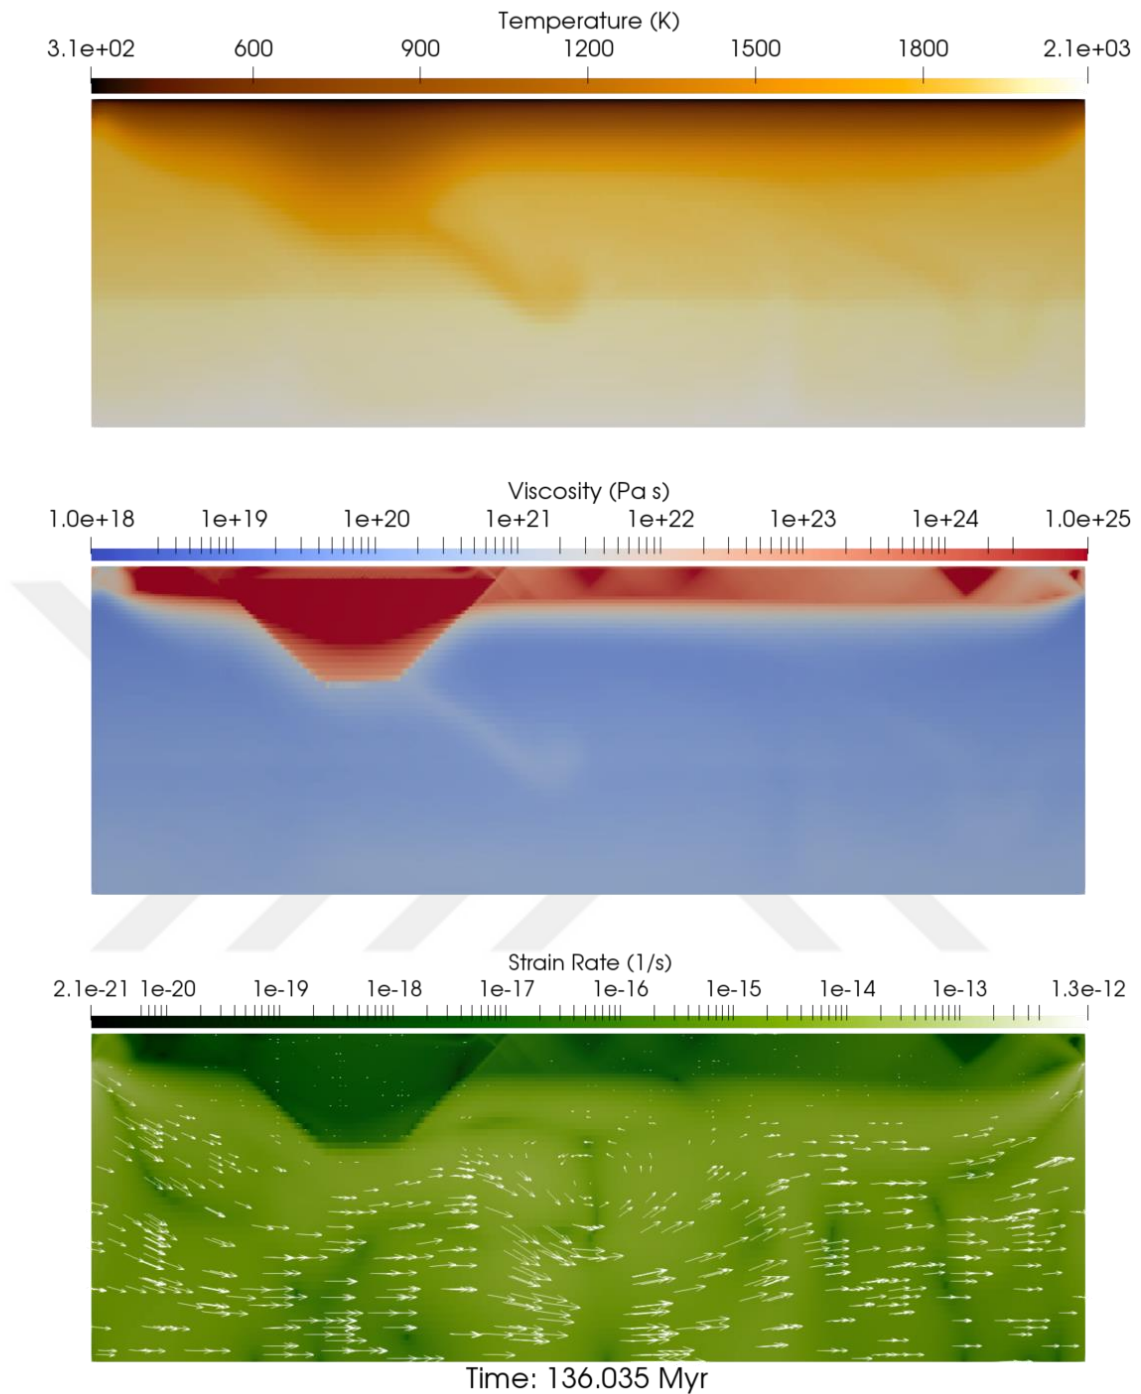 Temperature (K)
3.1e+02 600 900 1200 1500 1800 2.1e+03
Viscosity (Pa s)
1.0e+18 1e+19 1e+20 1e+21 1e+22 1e+23 1e+24 1.0e+25
Strain Rate (1/s)
2.1e-21 1e-20 1e-19 1e-18 1e-17 1e-16 1e-15 1e-14 1e-13 1.3e-12
Time: 136.035 Myr